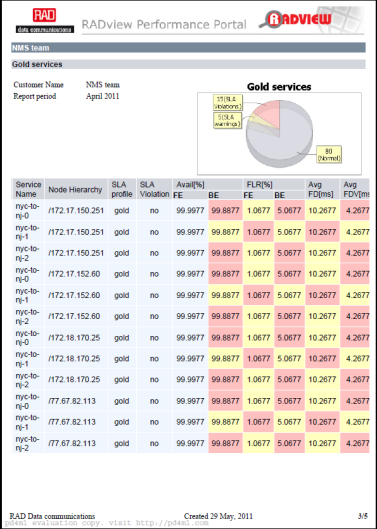 RAD
data communications
RADview Performance Portal
RADVIEW
NMS team
Gold services
Customer Name NMS team
Report period April 2011
Gold services
15(SLA Violations)
5(SLA warnings)
80 (Normal)
Service Name Node Hierarchy SLA profile SLA Violation Avail[%] FE BE FLR[%] FE BE Avg FD[ms] Avg FDV[ms
nyc-to-nj-0 /172.17.150.251 gold no 99.9977 99.8877 1.0677 5.0677 10.2677 4.2677
nyc-to-nj-1 /172.17.150.251 gold no 99.9977 99.8877 1.0677 5.0677 10.2677 4.2677
nyc-to-nj-2 /172.17.150.251 gold no 99.9977 99.8877 1.0677 5.0677 10.2677 4.2677
nyc-to-nj-0 /172.17.152.60 gold no 99.9977 99.8877 1.0677 5.0677 10.2677 4.2677
nyc-to-nj-1 /172.17.152.60 gold no 99.9977 99.8877 1.0677 5.0677 10.2677 4.2677
nyc-to-nj-2 /172.17.152.60 gold no 99.9977 99.8877 1.0677 5.0677 10.2677 4.2677
nyc-to-nj-0 /172.18.170.25 gold no 99.9977 99.8877 1.0677 5.0677 10.2677 4.2677
nyc-to-nj-1 /172.18.170.25 gold no 99.9977 99.8877 1.0677 5.0677 10.2677 4.2677
nyc-to-nj-2 /172.18.170.25 gold no 99.9977 99.8877 1.0677 5.0677 10.2677 4.2677
nyc-to-nj-0 /77.67.82.113 gold no 99.9977 99.8877 1.0677 5.0677 10.2677 4.2677
nyc-to-nj-1 /77.67.82.113 gold no 99.9977 99.8877 1.0677 5.0677 10.2677 4.2677
nyc-to-nj-2 /77.67.82.113 gold no 99.9977 99.8877 1.0677 5.0677 10.2677 4.2677
RAD Data communications Created 29 May, 2011 3/5
pd4ml evaluation copy. visit http://pd4ml.com